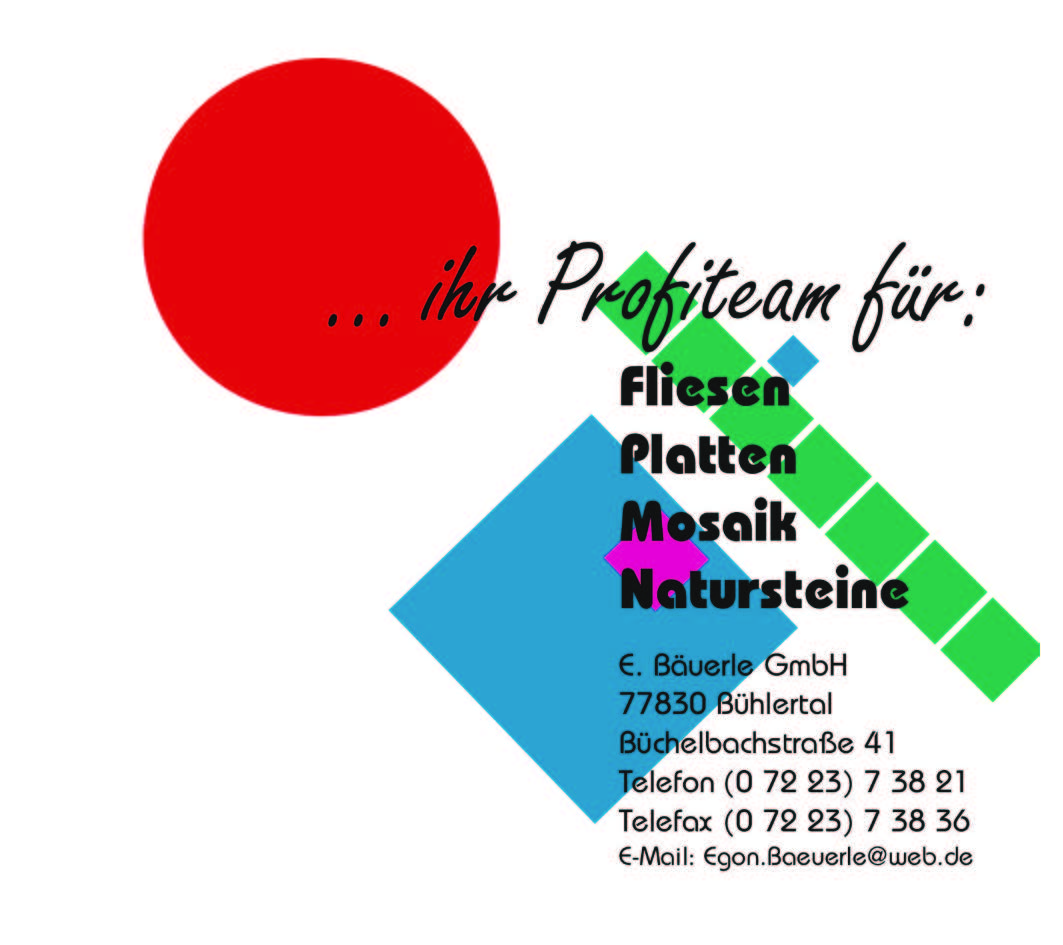 ... ihr Profiteam für:
Fliesen
Platten
Mosaik
Natursteine
E. Bäuerle GmbH
77830 Bühlertal
Büchelbachstraße 41
Telefon (0 72 23) 7 38 21
Telefax (0 72 23) 7 38 36
E-Mail: Egon.Baeuerle@web.de